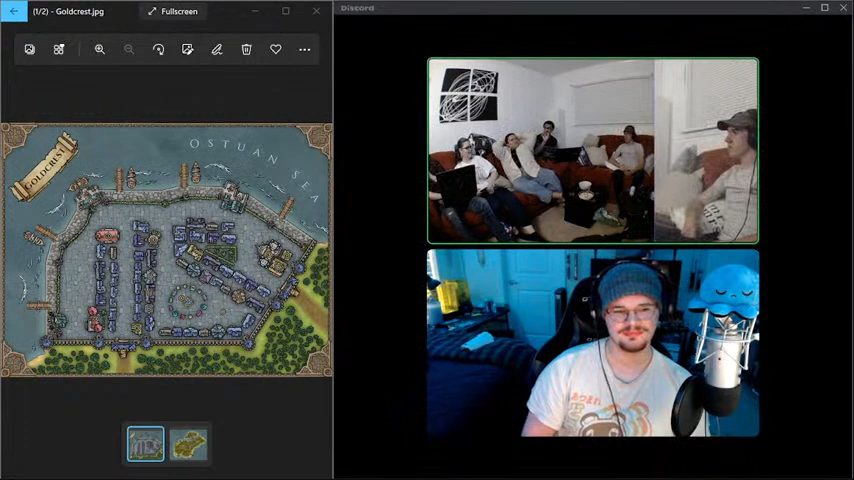 (1/2) - Goldcrest.jpg
Fullscreen
Discord
GOLDCREST
OSTUAN SEA